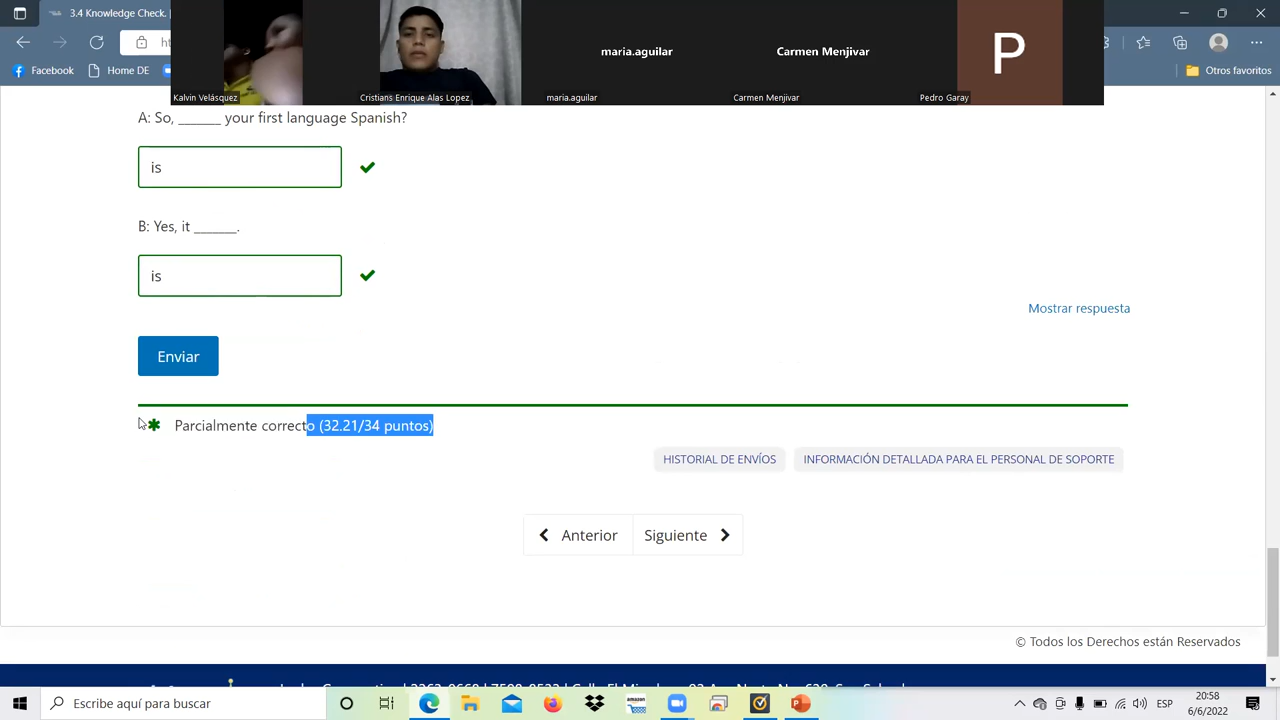 3.4 Knowledge
maria.aguilar
Carmen Menjivar
P
Kalvin Velásquez
Cristians Enrique Alas Lopez
maria.aguilar
Carmen Menjivar
Pedro Garay
Facebook
Home DE
Otros favoritos
A: So, ______ your first language Spanish?
is
B: Yes, it ______.
is
Mostrar respuesta
Enviar
Parcialmente correcto (32.21/34 puntos)
HISTORIAL DE ENVÍOS
INFORMACIÓN DETALLADA PARA EL PERSONAL DE SOPORTE
Anterior
Siguiente
© Todos los Derechos están Reservados
Escribe aquí para buscar
amazon
ESP
20:58
6/6/2022